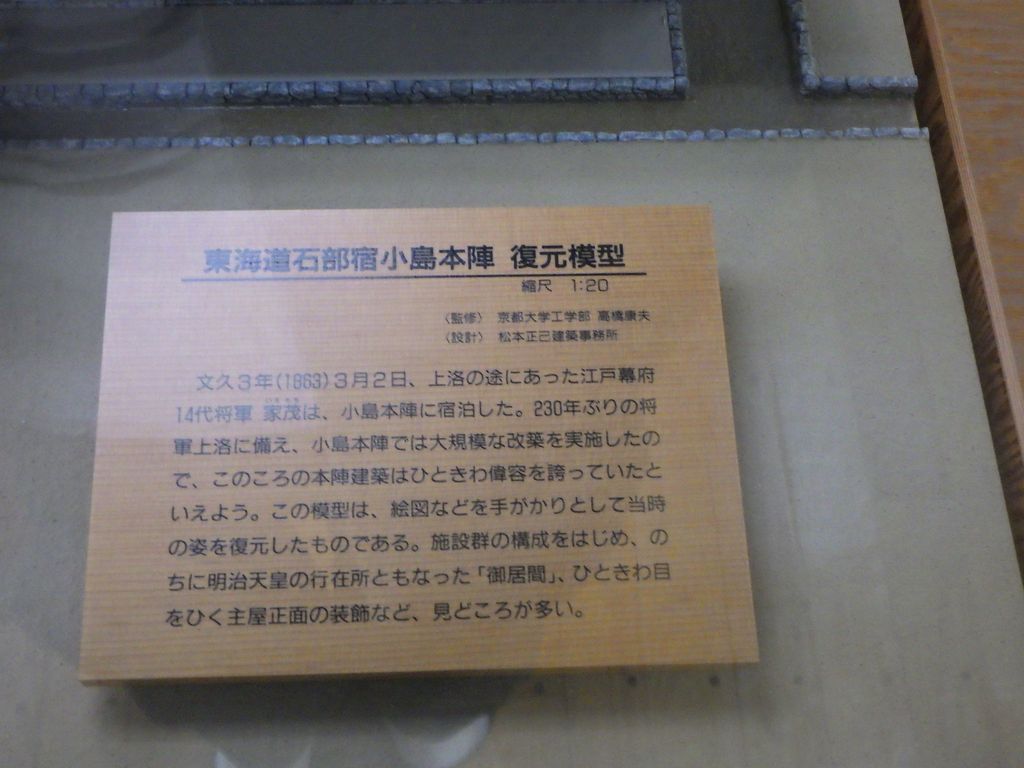 東海道石部宿小島本陣 復元模型
縮尺 1:20
〈監修〉 京都大学工学部 高橋康夫
〈設計〉 松本正己建築事務所
文久3年(1863)3月2日、上洛の途にあった江戸幕府
14代将軍 家茂は、小島本陣に宿泊した。230年ぶりの将
軍上洛に備え、小島本陣では大規模な改築を実施したの
で、このころの本陣建築はひときわ偉容を誇っていたと
いえよう。この模型は、絵図などを手がかりとして当時
の姿を復元したものである。施設群の構成をはじめ、の
ちに明治天皇の行在所ともなった「御居間」、ひときわ目
をひく主屋正面の装飾など、見どころが多い。